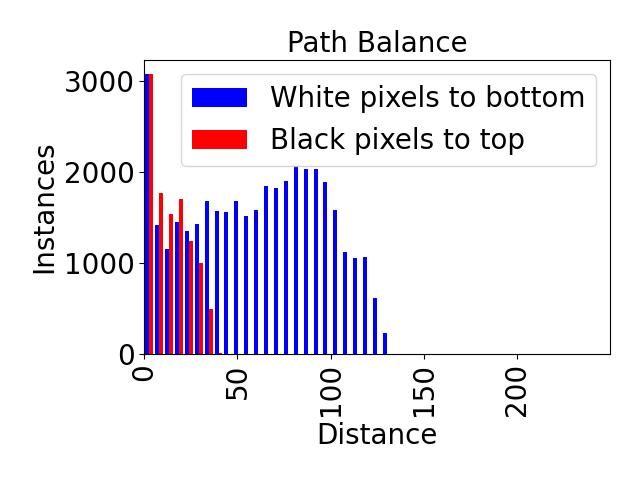 Path Balance
White pixels to bottom
Black pixels to top
Instances
3000
2000
1000
0
0
50
100
150
200
Distance